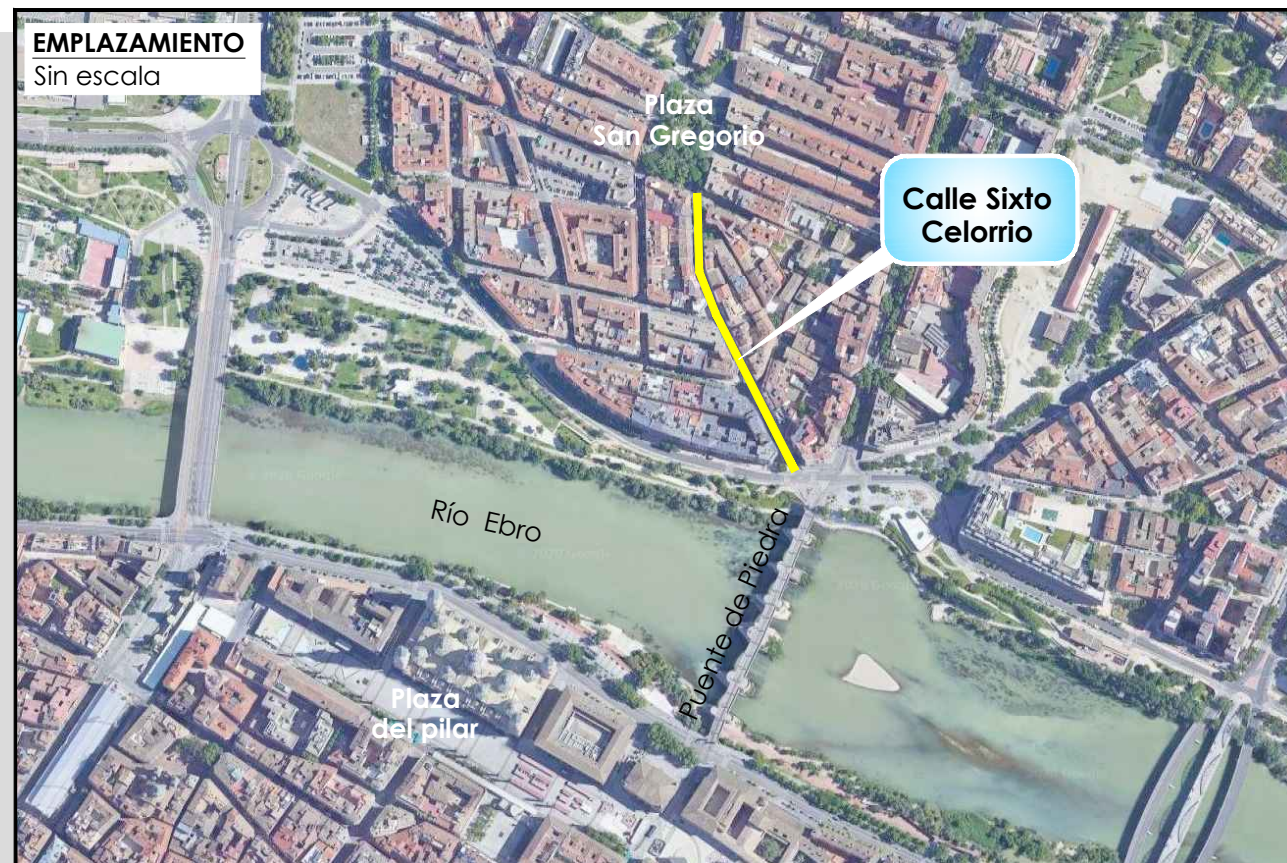 EMPLAZAMIENTO
Sin escala
Plaza
San Gregorio
Calle Sixto
Celorrio
Río Ebro
Puente de Piedra
Plaza
del pilar